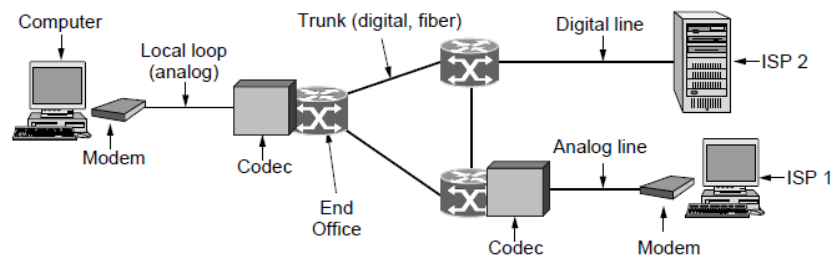 Computer
Local loop
(analog)
Trunk (digital, fiber)
Digital line
ISP 2
Modem
Codec
End
Office
Analog line
ISP 1
Codec
Modem